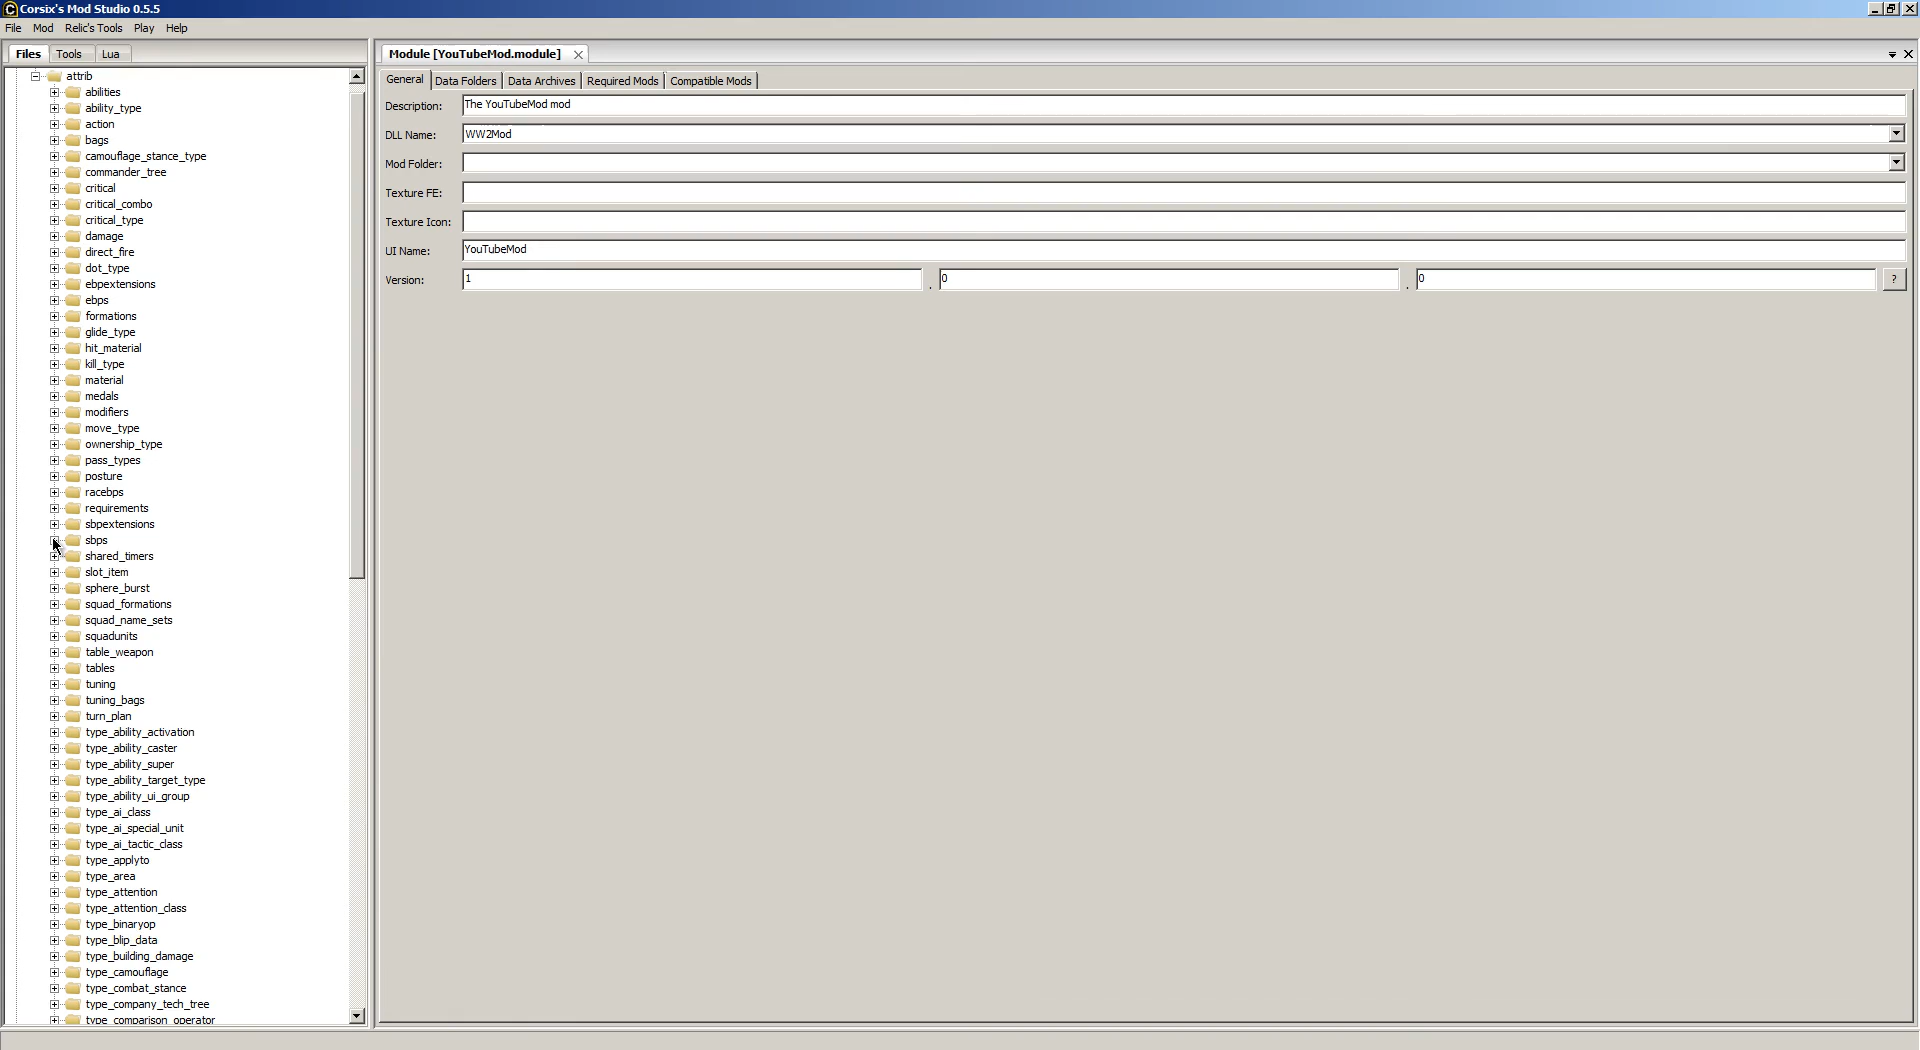 Corsix's Mod Studio 0.5.5
File Mod Relic's Tools Play Help
Files Tools Lua
attrib
abilities
ability_type
action
bags
camouflage_stance_type
commander_tree
critical
critical_combo
critical_type
damage
direct_fire
dot_type
ebpextensions
ebps
formations
glide_type
hit_material
kill_type
material
medals
modifiers
move_type
ownership_type
pass_types
posture
racebps
requirements
sbpextensions
sbps
shared_timers
slot_item
sphere_burst
squad_formations
squad_name_sets
squadunits
table_weapon
tables
tuning
tuning_bags
turn_plan
type_ability_activation
type_ability_caster
type_ability_super
type_ability_target_type
type_ability_ui_group
type_ai_class
type_ai_special_unit
type_ai_tactic_class
type_applyto
type_area
type_attention
type_attention_class
type_binaryop
type_blip_data
type_building_damage
type_camouflage
type_combat_stance
type_company_tech_tree
type_comparison_operator
Module [YouTubeMod.module]
General Data Folders Data Archives Required Mods Compatible Mods
Description: The YouTubeMod mod
DLL Name: WW2Mod
Mod Folder:
Texture FE:
Texture Icon:
UI Name: YouTubeMod
Version: 1 . 0 . 0 ?